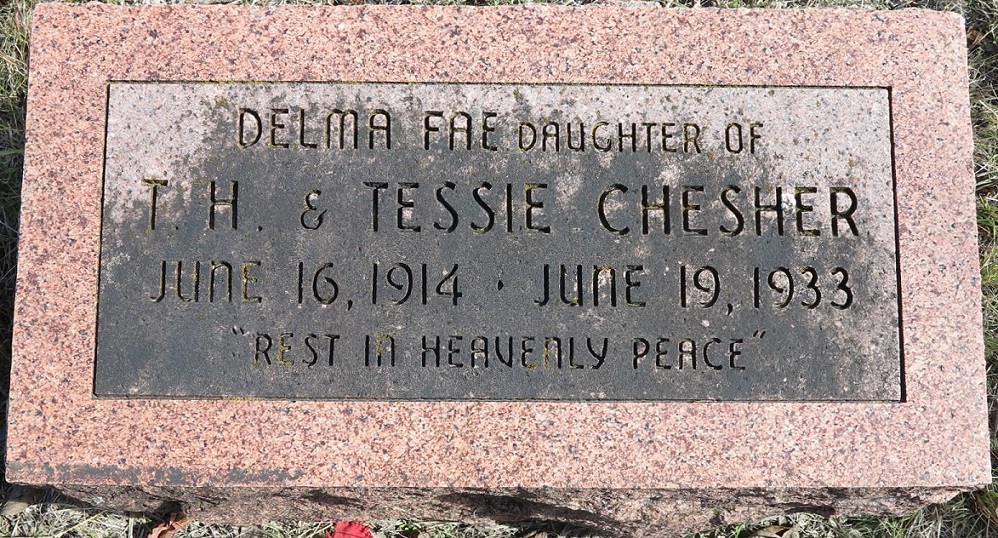 DELMA FAE DAUGHTER OF
T. H. & TESSIE CHESHER
JUNE 16, 1914 · JUNE 19, 1933
"REST IN HEAVENLY PEACE"